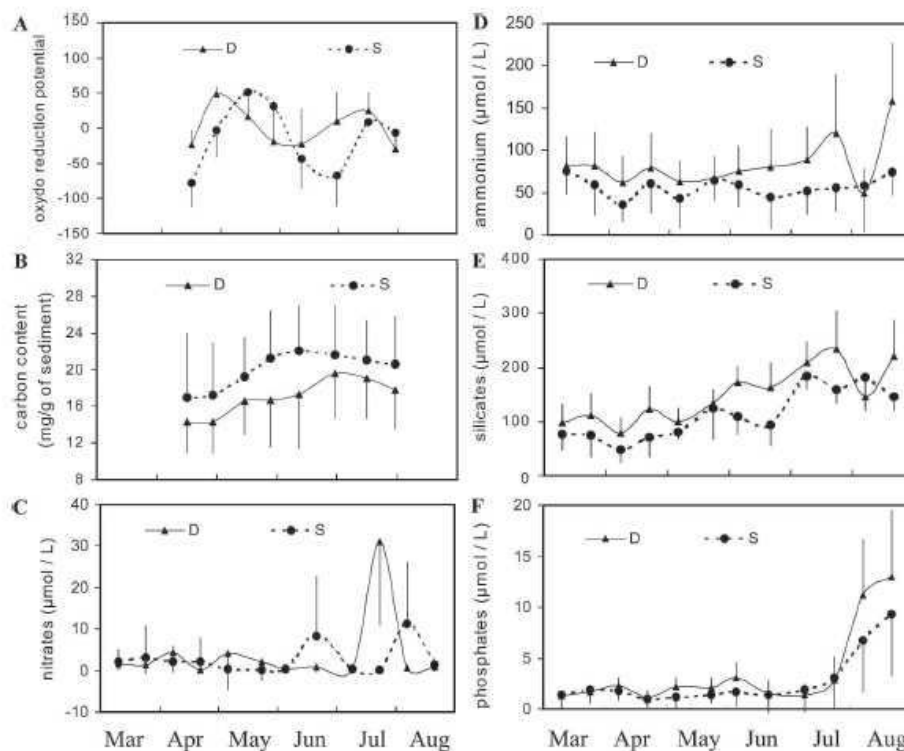 A
oxydo reduction potential
150
100
50
0
-50
-100
-150
D
S
B
carbon content
(mg/g of sediment)
32
28
24
20
16
12
8
D
S
C
nitrates (µmol / L)
40
30
20
10
0
-10
D
S
Mar Apr May Jun Jul Aug
D
ammonium (µmol / L)
250
200
150
100
50
0
D
S
E
silicates (µmol / L)
400
300
200
100
0
D
S
F
phosphates (µmol / L)
20
15
10
5
0
D
S
Mar Apr May Jun Jul Aug